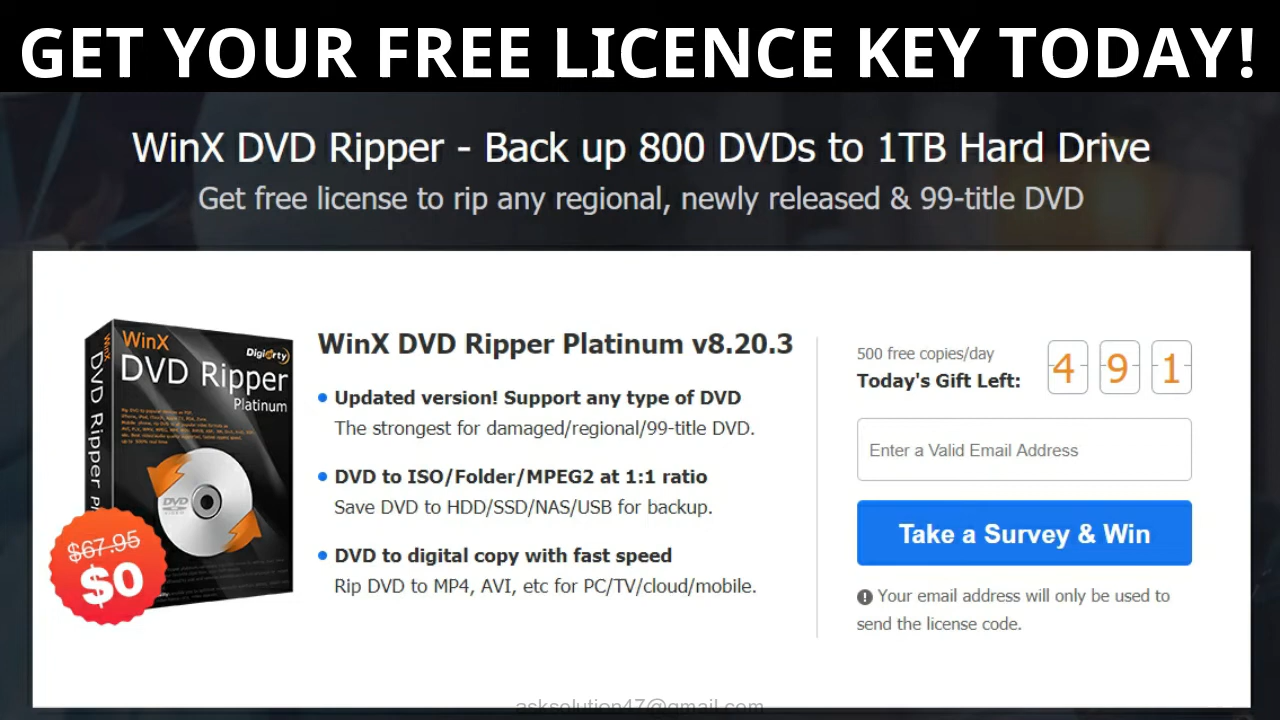 GET YOUR FREE LICENCE KEY TODAY!
WinX DVD Ripper - Back up 800 DVDs to 1TB Hard Drive
Get free license to rip any regional, newly released & 99-title DVD
WinX
DVD Ripper
Platinum
Digiarty
WinX
DVD Ripper
DVD
$67.95
$0
WinX DVD Ripper Platinum v8.20.3
Updated version! Support any type of DVD
The strongest for damaged/regional/99-title DVD.
DVD to ISO/Folder/MPEG2 at 1:1 ratio
Save DVD to HDD/SSD/NAS/USB for backup.
DVD to digital copy with fast speed
Rip DVD to MP4, AVI, etc for PC/TV/cloud/mobile.
500 free copies/day
Today's Gift Left:
4 9 1
Enter a Valid Email Address
Take a Survey & Win
Your email address will only be used to
send the license code.
asksolution47@gmail.com